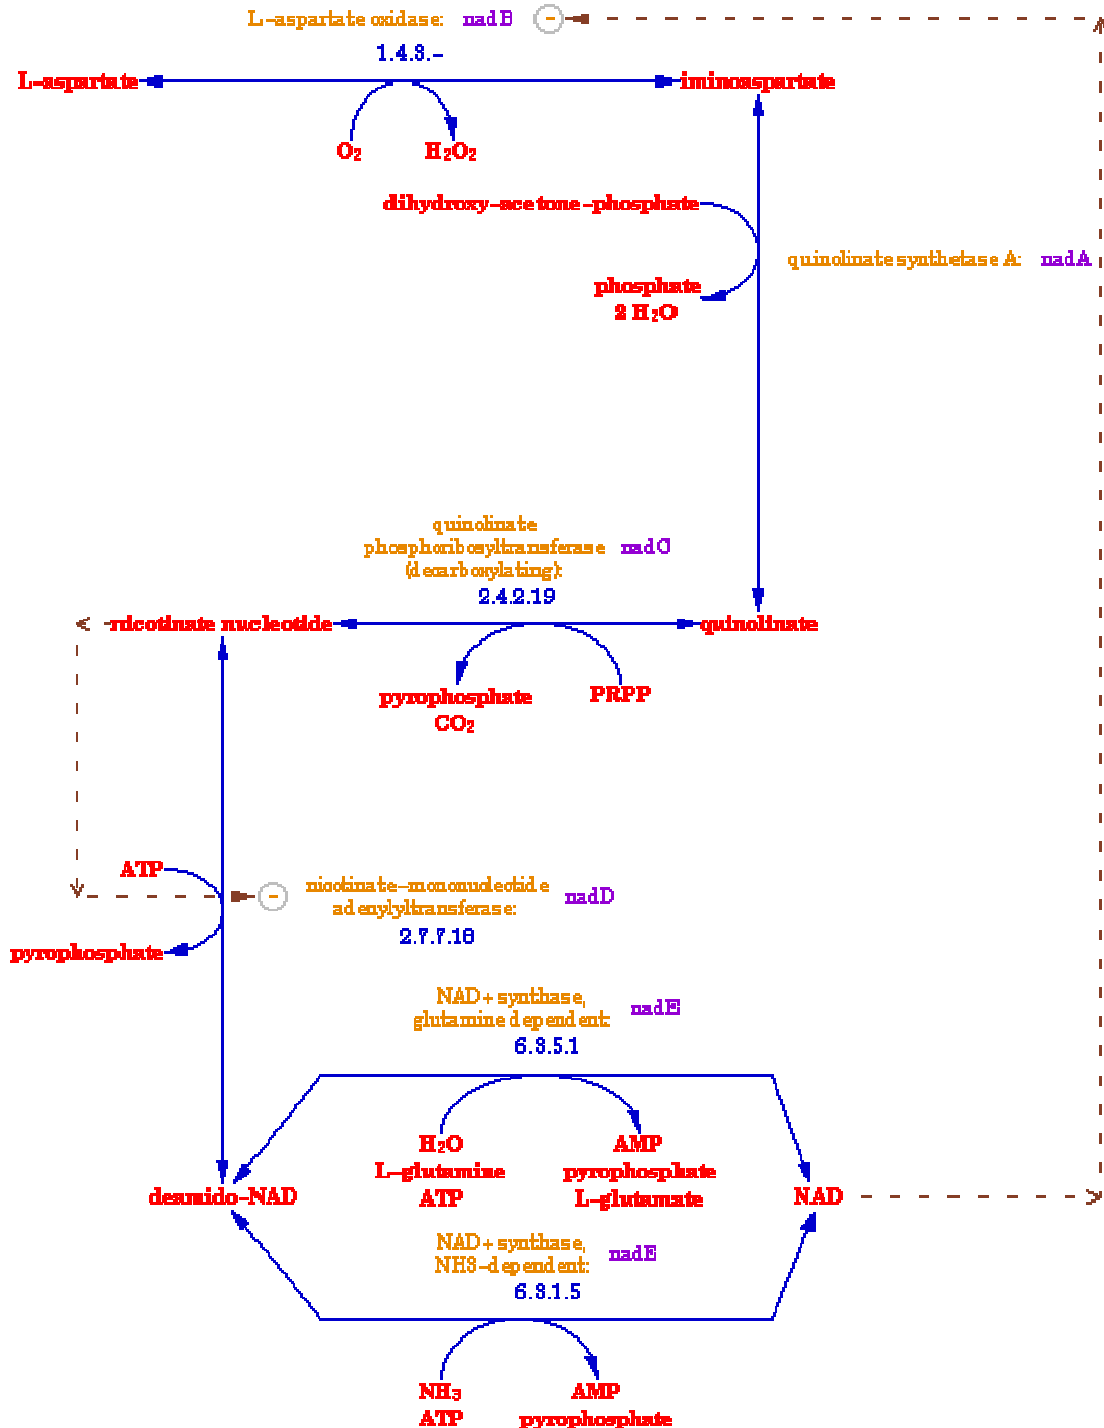 L-aspartate oxidase: nadB -
1.4.3.-
L-aspartate iminoaspartate
O2 H2O2
dihydroxy-acetone-phosphate
quinolinate synthetase A: nadA
phosphate
2 H2O
quinolinate
phosphoribosyltransferase nadC
(decarboxylating):
2.4.2.19
nicotinate nucleotide quinolinate
pyrophosphate PRPP
CO2
ATP
nicotinate-mononucleotide
- nadD
adenylyltransferase:
2.7.7.18
pyrophosphate
NAD+ synthase, nadE
glutamine dependent:
6.3.5.1
H2O AMP
L-glutamine pyrophosphate
ATP L-glutamate
deamido-NAD NAD
NAD+ synthase, nadE
NH3-dependent:
6.3.1.5
NH3 AMP
ATP pyrophosphate